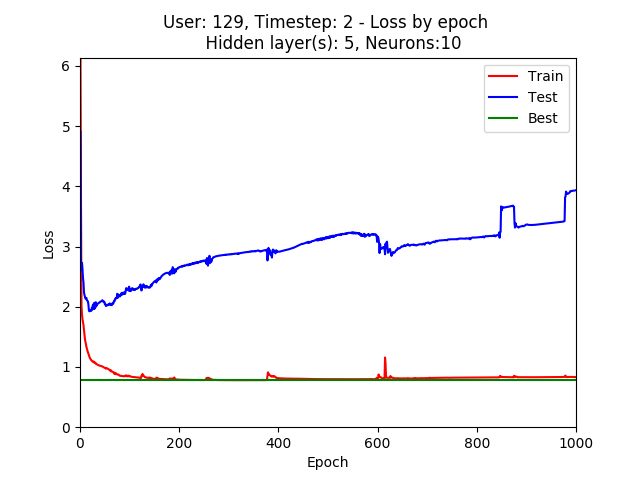 User: 129, Timestep: 2 - Loss by epoch
Hidden layer(s): 5, Neurons:10
Train
Test
Best
6
5
4
3
2
1
0
Loss
0 200 400 600 800 1000
Epoch